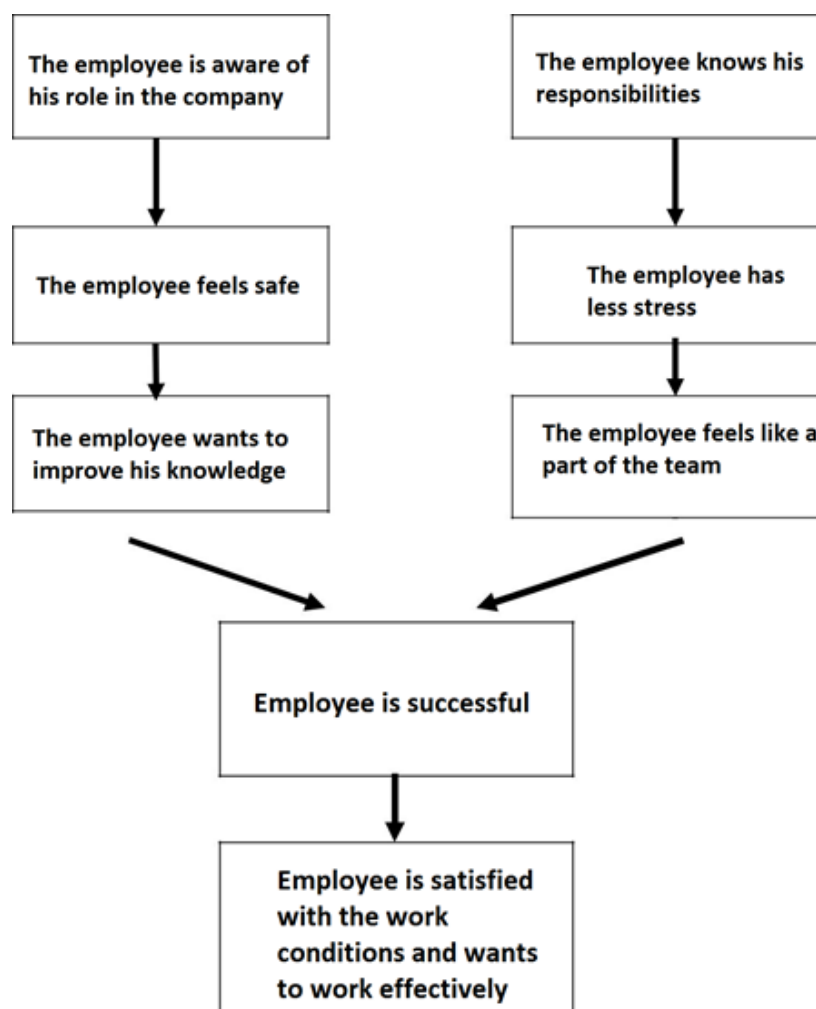 The employee is aware of
his role in the company
The employee knows his
responsibilities
The employee feels safe
The employee has
less stress
The employee wants to
improve his knowledge
The employee feels like a
part of the team
Employee is successful
Employee is satisfied
with the work
conditions and wants
to work effectively